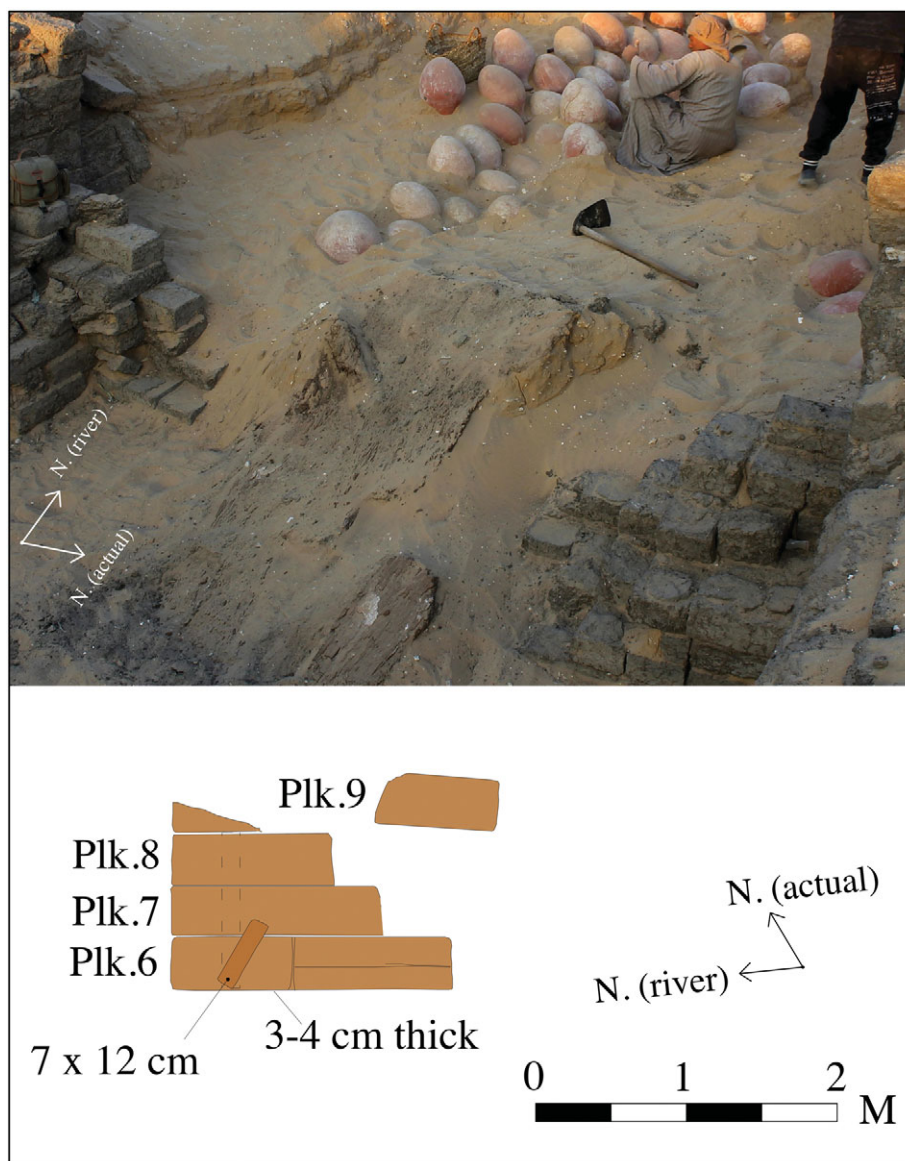 N. (river)
N. (actual)
Plk.9
Plk.8
Plk.7
Plk.6
7 x 12 cm
3-4 cm thick
N. (actual)
N. (river)
0 1 2
M